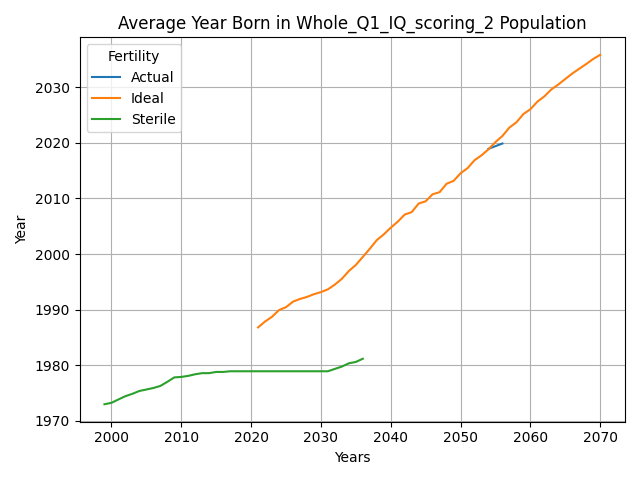 Average Year Born in Whole_Q1_IQ_scoring_2 Population
Fertility
Actual
Ideal
Sterile
Year
2030
2020
2010
2000
1990
1980
1970
2000 2010 2020 2030 2040 2050 2060 2070
Years